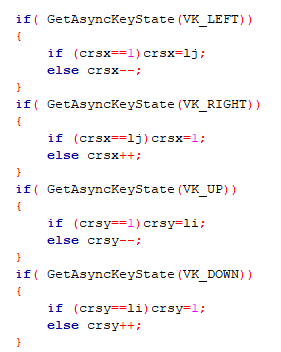 if( GetAsyncKeyState(VK_LEFT))
{
    if (crsx==1)crsx=lj;
    else crsx--;
}
if( GetAsyncKeyState(VK_RIGHT))
{
    if (crsx==lj)crsx=1;
    else crsx++;
}
if( GetAsyncKeyState(VK_UP))
{
    if (crsy==1)crsy=li;
    else crsy--;
}
if( GetAsyncKeyState(VK_DOWN))
{
    if (crsy==li)crsy=1;
    else crsy++;
}